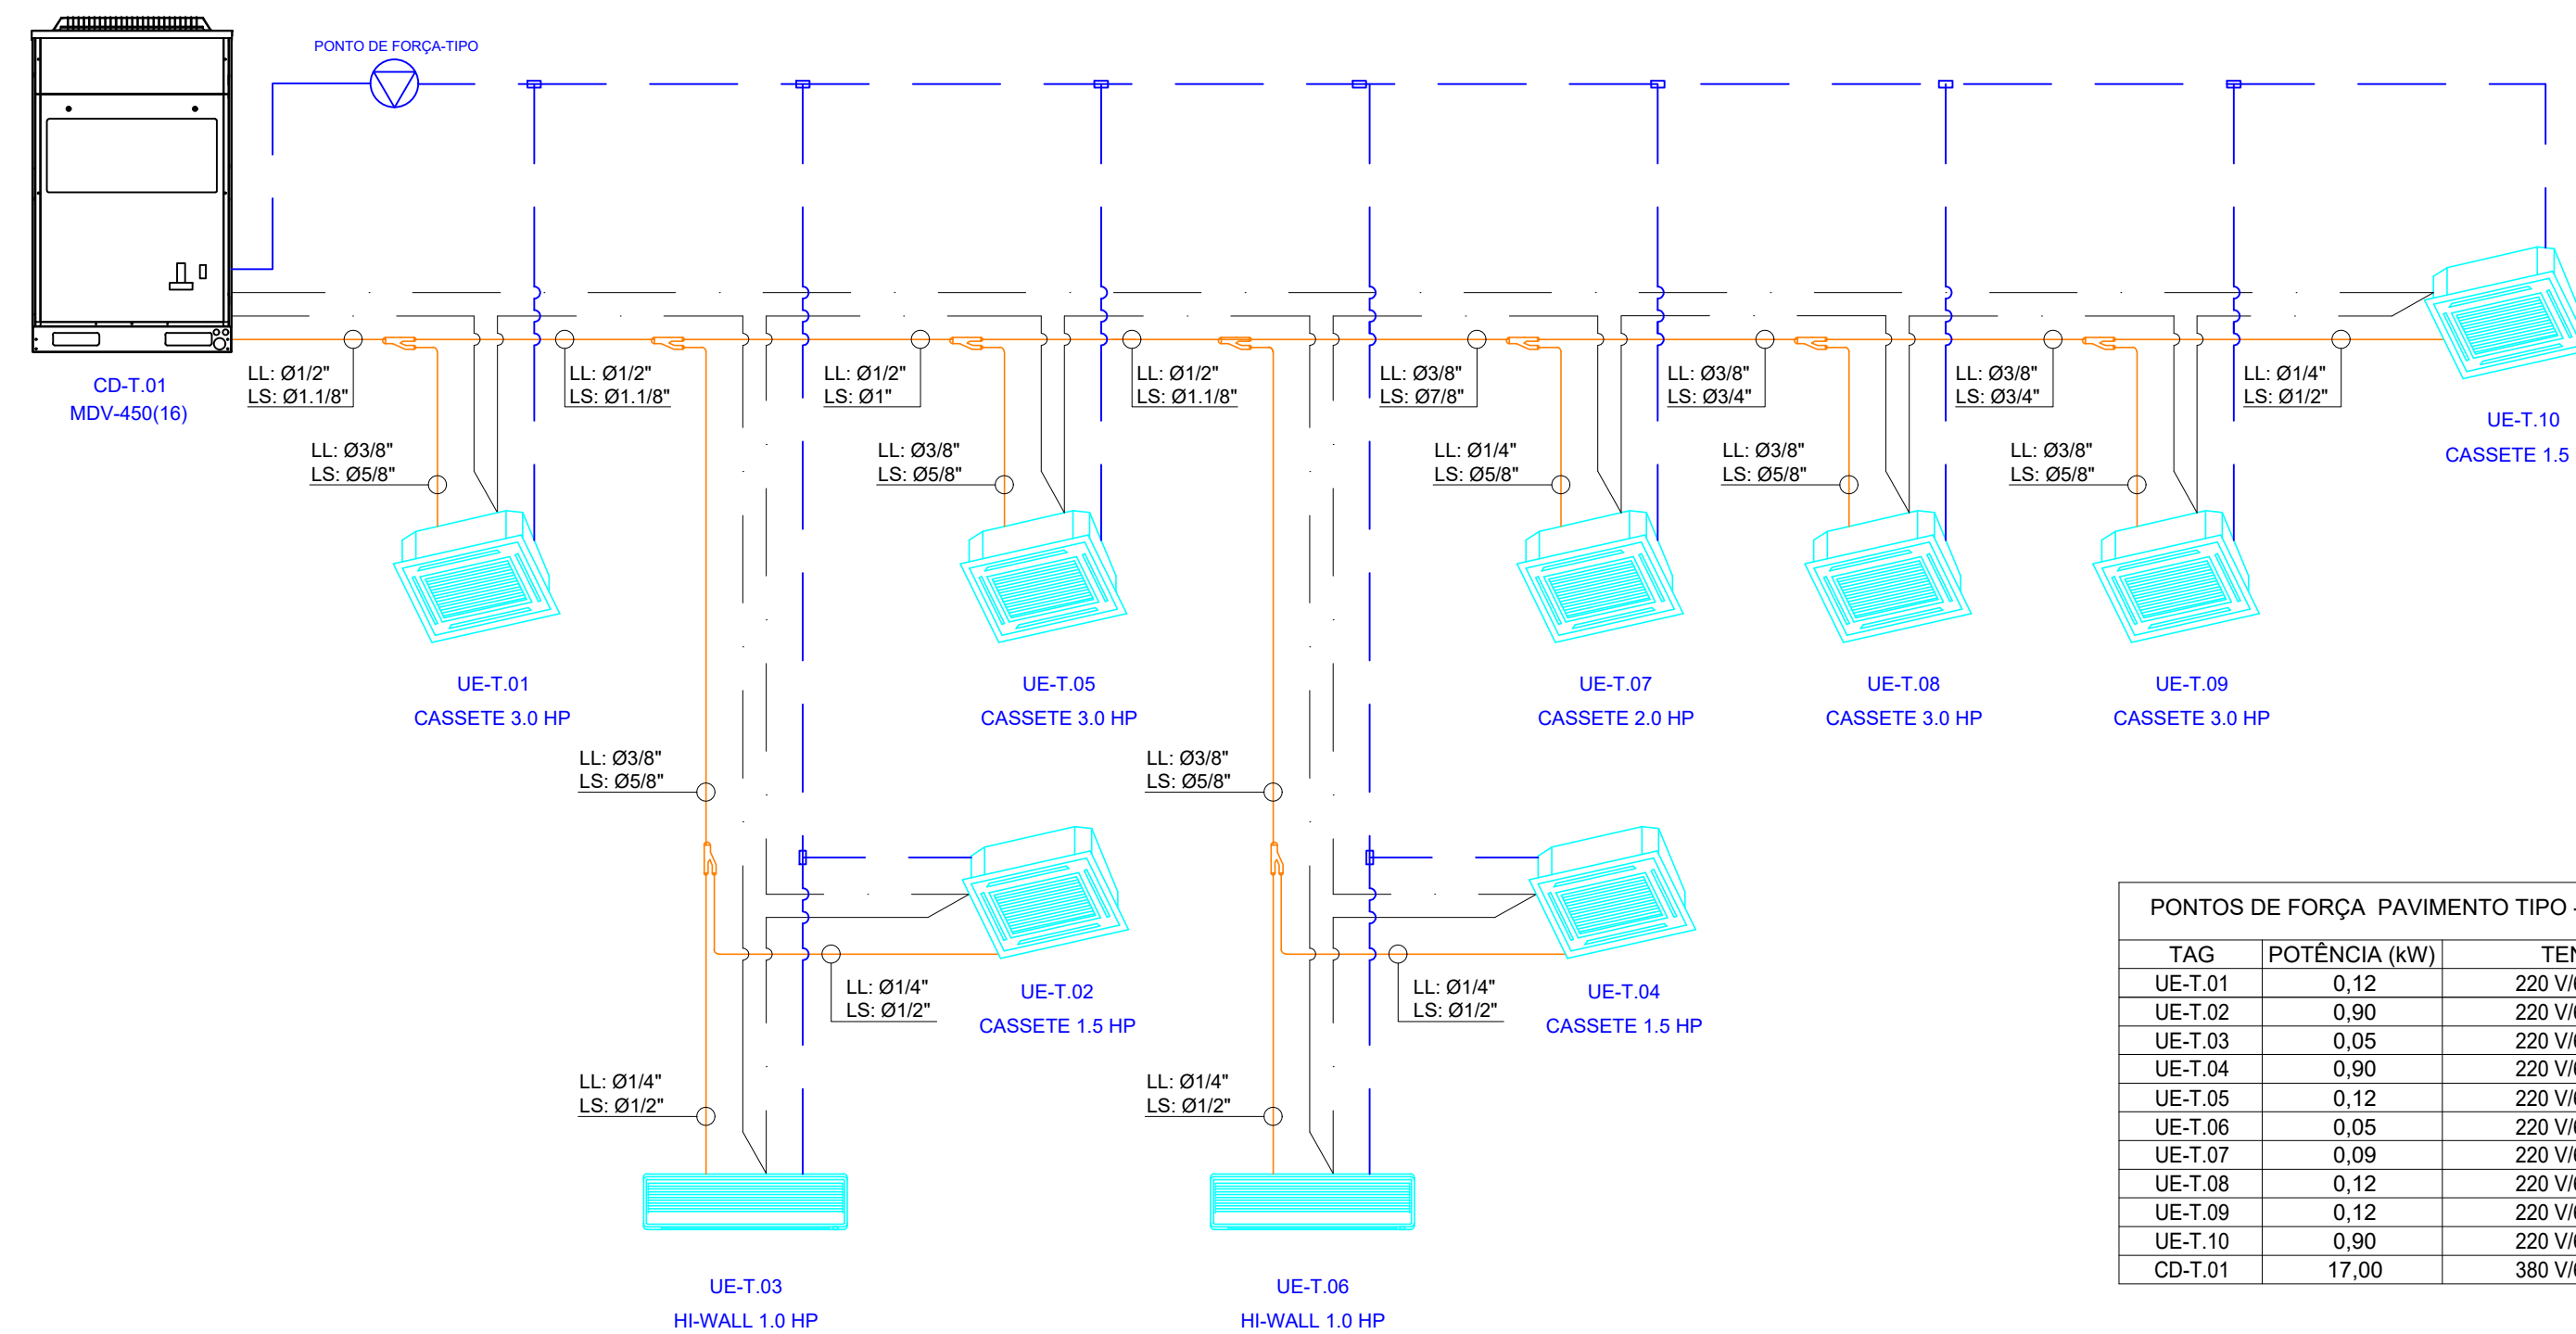 PONTO DE FORÇA-TIPO
CD-T.01
MDV-450(16)
LL: Ø1/2"
LS: Ø1.1/8"
LL: Ø1/2"
LS: Ø1.1/8"
LL: Ø1/2"
LS: Ø1"
LL: Ø1/2"
LS: Ø1.1/8"
LL: Ø3/8"
LS: Ø7/8"
LL: Ø3/8"
LS: Ø3/4"
LL: Ø3/8"
LS: Ø3/4"
LL: Ø1/4"
LS: Ø1/2"
UE-T.10
CASSETE 1.5
LL: Ø3/8"
LS: Ø5/8"
LL: Ø3/8"
LS: Ø5/8"
LL: Ø1/4"
LS: Ø5/8"
LL: Ø3/8"
LS: Ø5/8"
LL: Ø3/8"
LS: Ø5/8"
UE-T.01
CASSETE 3.0 HP
UE-T.05
CASSETE 3.0 HP
UE-T.07
CASSETE 2.0 HP
UE-T.08
CASSETE 3.0 HP
UE-T.09
CASSETE 3.0 HP
LL: Ø3/8"
LS: Ø5/8"
LL: Ø3/8"
LS: Ø5/8"
LL: Ø1/4"
LS: Ø1/2"
UE-T.02
CASSETE 1.5 HP
LL: Ø1/4"
LS: Ø1/2"
UE-T.04
CASSETE 1.5 HP
LL: Ø1/4"
LS: Ø1/2"
LL: Ø1/4"
LS: Ø1/2"
UE-T.03
HI-WALL 1.0 HP
UE-T.06
HI-WALL 1.0 HP
PONTOS DE FORÇA PAVIMENTO TIPO -
TAG POTÊNCIA (kW)
UE-T.01 0,12 220 V/
UE-T.02 0,90 220 V/
UE-T.03 0,05 220 V/
UE-T.04 0,90 220 V/
UE-T.05 0,12 220 V/
UE-T.06 0,05 220 V/
UE-T.07 0,09 220 V/
UE-T.08 0,12 220 V/
UE-T.09 0,12 220 V/
UE-T.10 0,90 220 V/
CD-T.01 17,00 380 V/